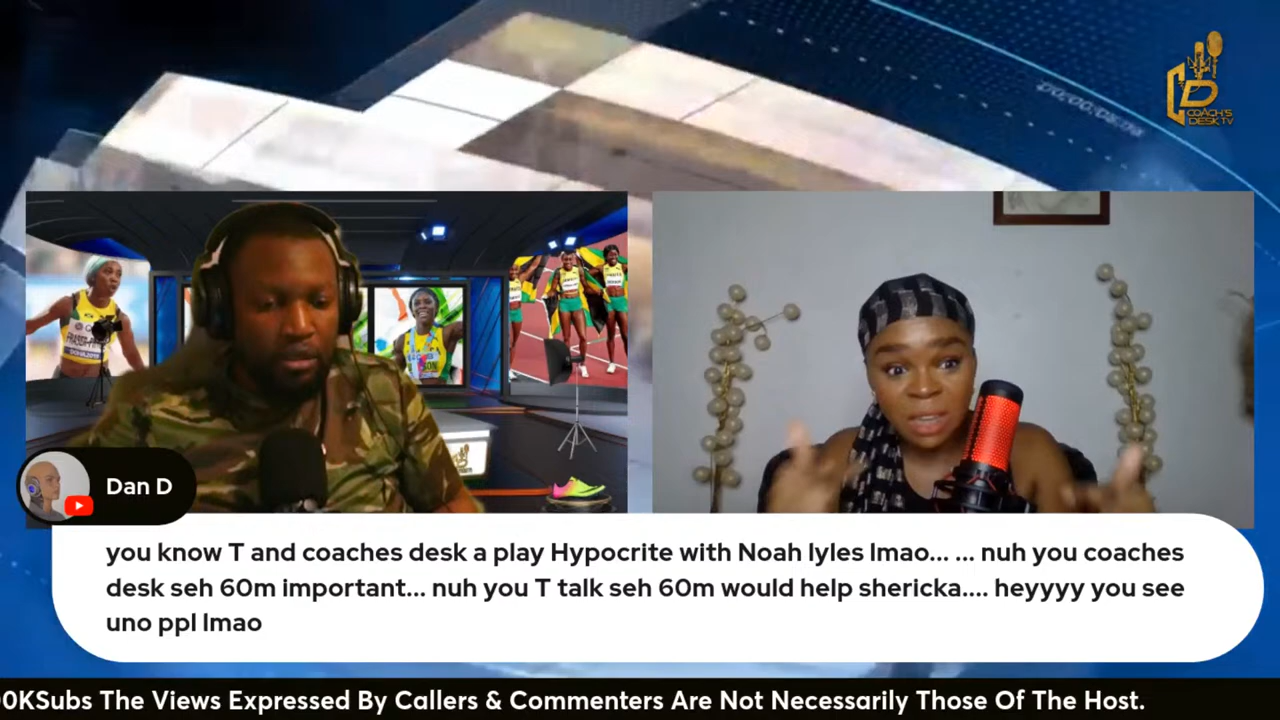 COACH'S
DESK TV
Dan D
you know T and coaches desk a play Hypocrite with Noah lyles lmao... ... nuh you coaches
desk seh 60m important... nuh you T talk seh 60m would help shericka.... heyyyy you see
uno ppl lmao
0KSubs The Views Expressed By Callers & Commenters Are Not Necessarily Those Of The Host.